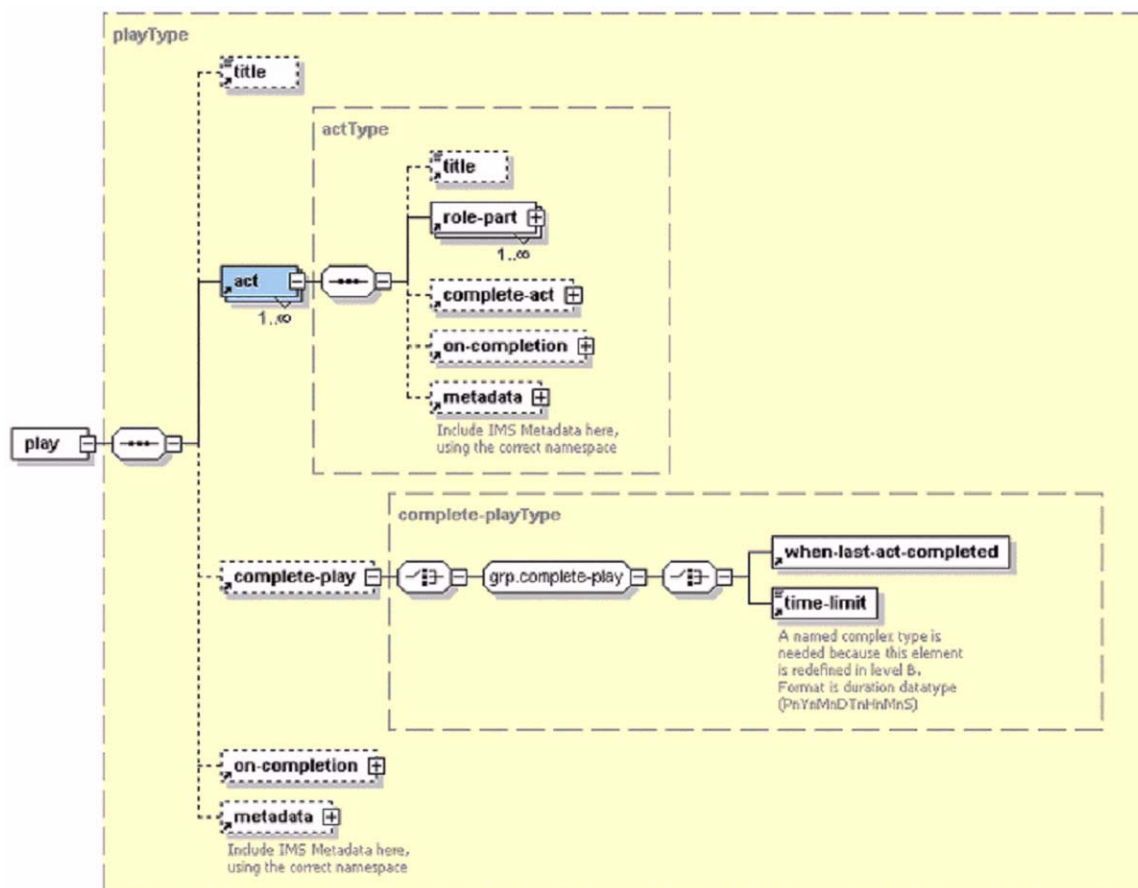 playType
title
actType
title
role-part
1..∞
act
1..∞
complete-act
on-completion
metadata
Include IMS Metadata here,
using the correct namespace
play
complete-playType
complete-play
grp.complete-play
when-last-act-completed
time-limit
A named complex type is
needed because this element
is redefined in level B.
Format is duration datatype
(PnYnMnDTnHnMnS)
on-completion
metadata
Include IMS Metadata here,
using the correct namespace